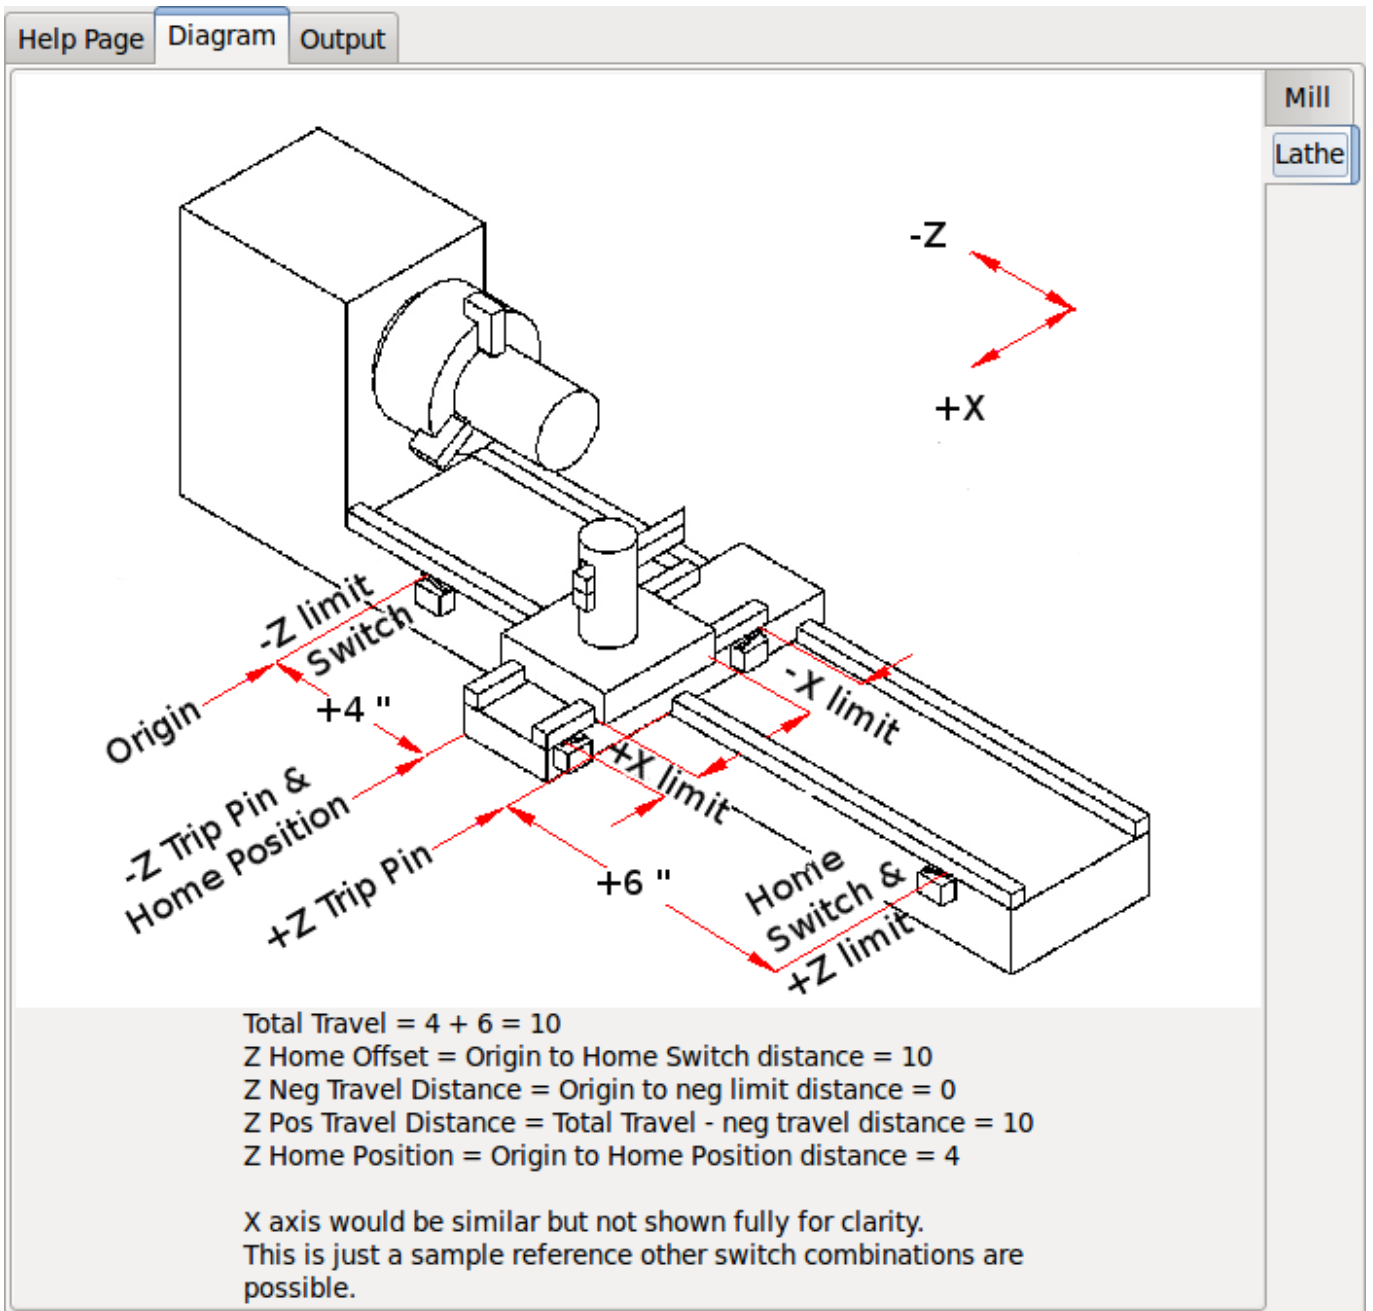 Help Page
Diagram
Output
Mill
Lathe
-Z
+X
-Z limit
Switch
Origin
+4 "
-X limit
+X limit
-Z Trip Pin &
Home Position
+Z Trip Pin
+6 "
Home
Switch &
+Z limit
Total Travel = 4 + 6 = 10
Z Home Offset = Origin to Home Switch distance = 10
Z Neg Travel Distance = Origin to neg limit distance = 0
Z Pos Travel Distance = Total Travel - neg travel distance = 10
Z Home Position = Origin to Home Position distance = 4
X axis would be similar but not shown fully for clarity.
This is just a sample reference other switch combinations are
possible.